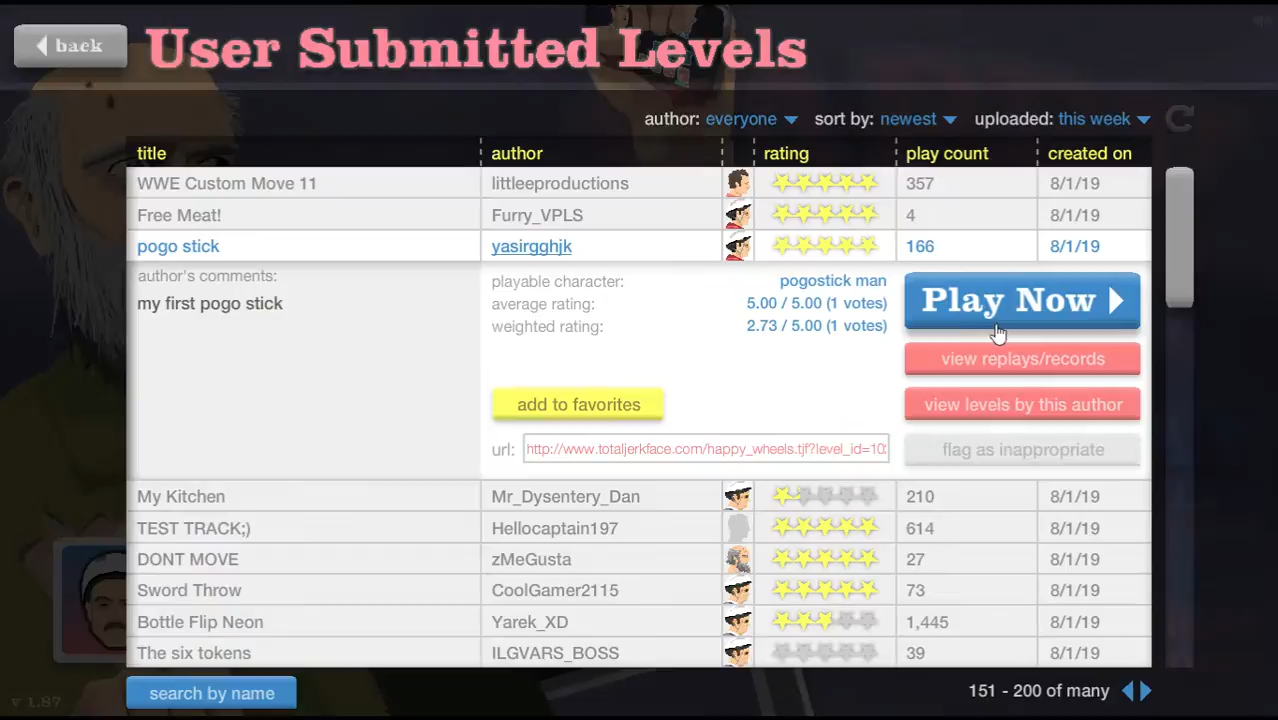 back
User Submitted Levels
author: everyone sort by: newest uploaded: this week
title author rating play count created on
WWE Custom Move 11 littleeproductions 357 8/1/19
Free Meat! Furry_VPLS 4 8/1/19
pogo stick yasirgghjk 166 8/1/19
author's comments:
my first pogo stick
playable character: pogostick man
average rating: 5.00 / 5.00 (1 votes)
weighted rating: 2.73 / 5.00 (1 votes)
Play Now
view replays/records
add to favorites
view levels by this author
url: http://www.totaljerkface.com/happy_wheels.tjf?level_id=10
flag as inappropriate
My Kitchen Mr_Dysentery_Dan 210 8/1/19
TEST TRACK;) Hellocaptain197 614 8/1/19
DONT MOVE zMeGusta 27 8/1/19
Sword Throw CoolGamer2115 73 8/1/19
Bottle Flip Neon Yarek_XD 1,445 8/1/19
The six tokens ILGVARS_BOSS 39 8/1/19
search by name
151 - 200 of many
v 1.87